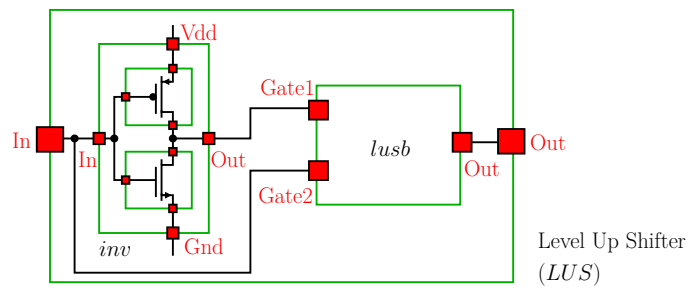 Vdd
Gate1
In
In
Out
lusb
Out
Out
Gate2
inv
Gnd
Level Up Shifter
(LUS)